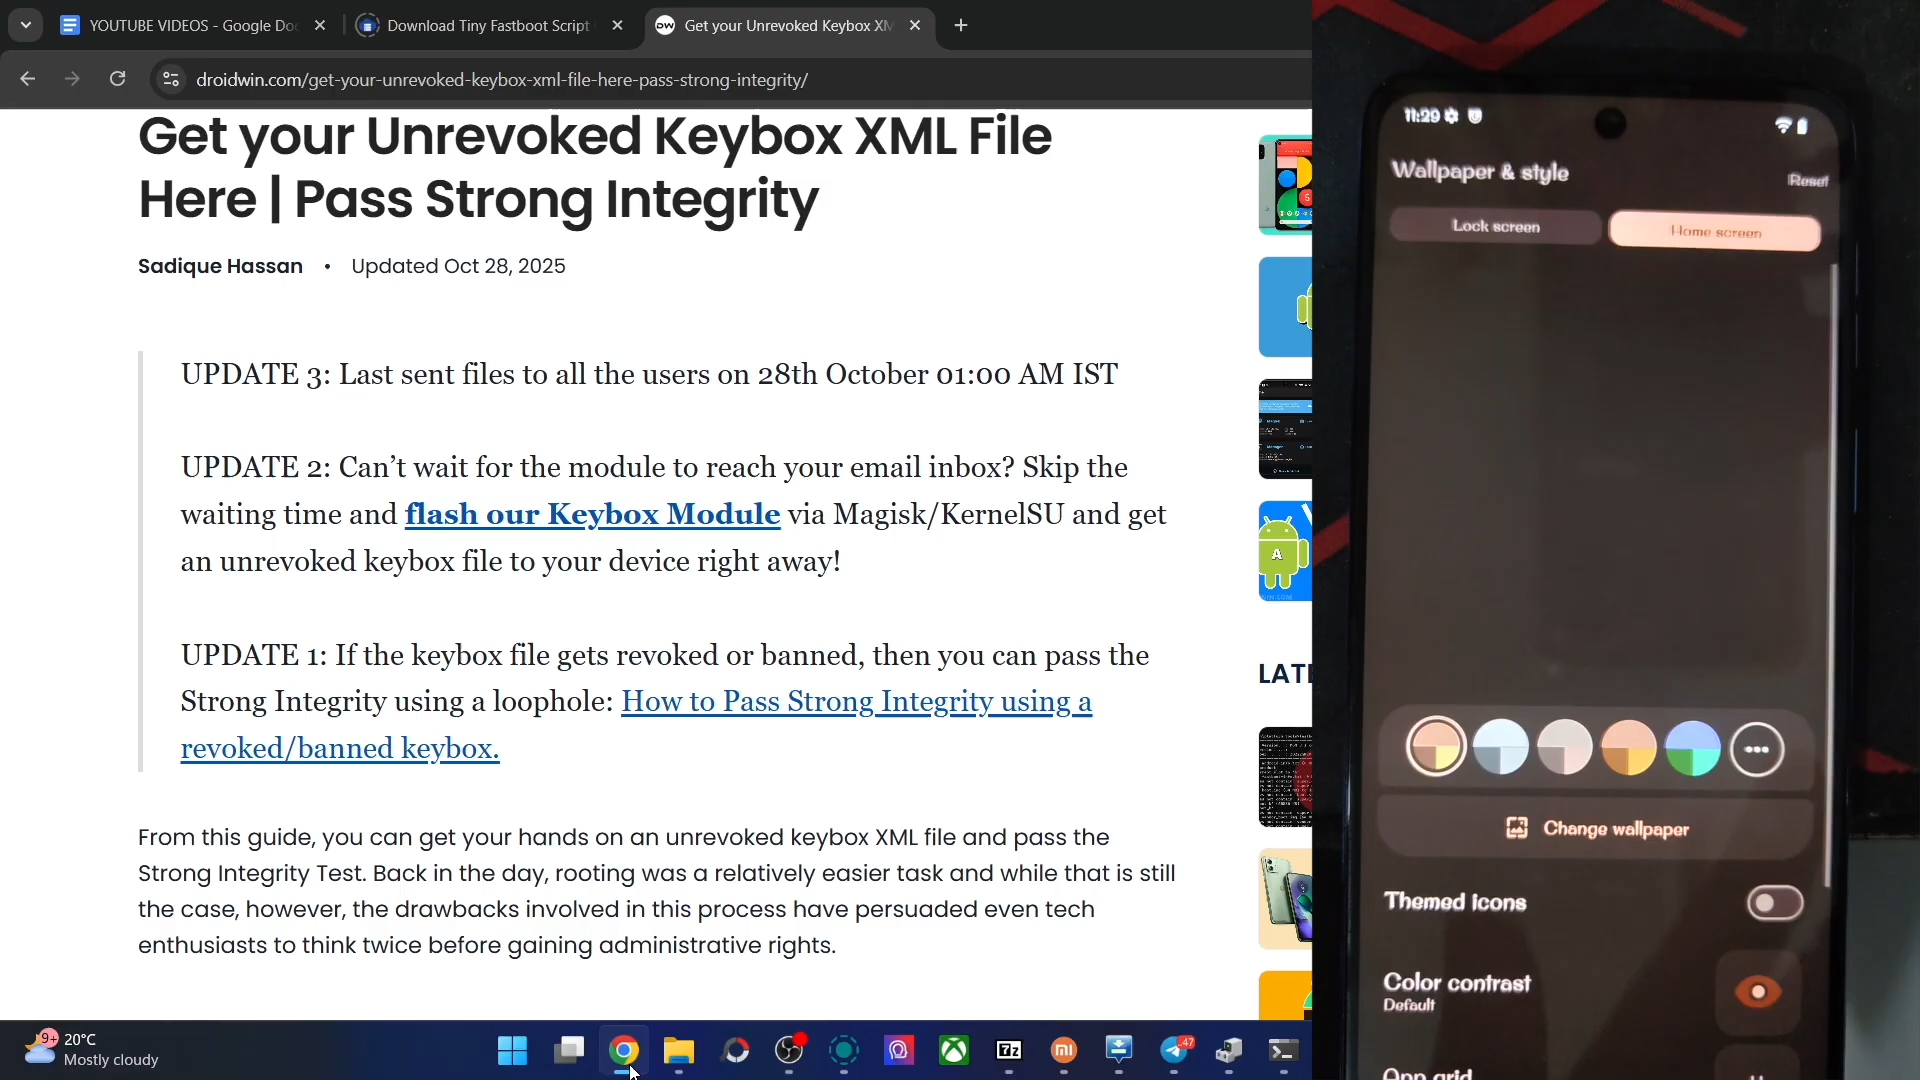 YOUTUBE VIDEOS - Google Do
Download Tiny Fastboot Script
Get your Unrevoked Keybox XM
droidwin.com/get-your-unrevoked-keybox-xml-file-here-pass-strong-integrity/
Get your Unrevoked Keybox XML File
Here | Pass Strong Integrity
Sadique Hassan • Updated Oct 28, 2025
UPDATE 3: Last sent files to all the users on 28th October 01:00 AM IST
UPDATE 2: Can’t wait for the module to reach your email inbox? Skip the
waiting time and flash our Keybox Module via Magisk/KernelSU and get
an unrevoked keybox file to your device right away!
UPDATE 1: If the keybox file gets revoked or banned, then you can pass the
Strong Integrity using a loophole: How to Pass Strong Integrity using a
revoked/banned keybox.
From this guide, you can get your hands on an unrevoked keybox XML file and pass the
Strong Integrity Test. Back in the day, rooting was a relatively easier task and while that is still
the case, however, the drawbacks involved in this process have persuaded even tech
enthusiasts to think twice before gaining administrative rights.
LATE
9+
20°C
Mostly cloudy
7z
mi
47
11:29
Wallpaper & style
Reset
Lock screen
Home screen
Change wallpaper
Themed icons
Color contrast
Default
App grid